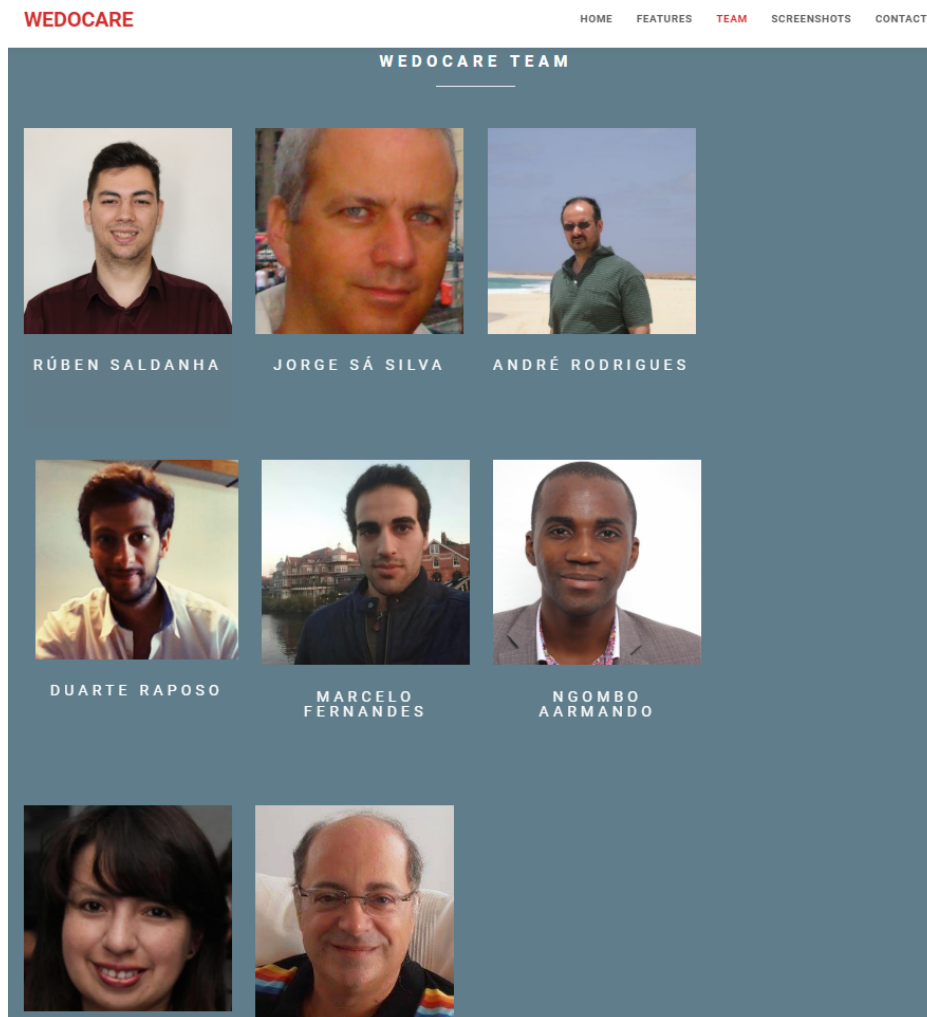 WEDOCARE
HOME FEATURES TEAM SCREENSHOTS CONTACT
WEDOCARE TEAM
RÚBEN SALDANHA
JORGE SÁ SILVA
ANDRÉ RODRIGUES
DUARTE RAPOSO
MARCELO
FERNANDES
NGOMBO
AARMANDO